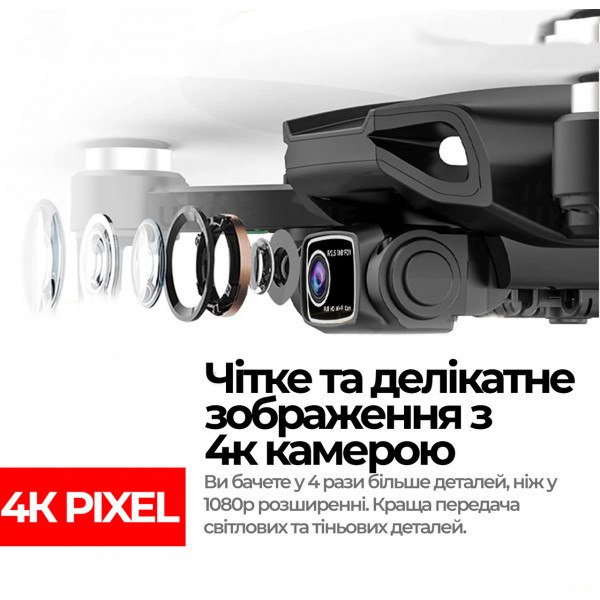 Чітке та делікатне
зображення з
4к камерою
4K PIXEL
Ви бачете у 4 рази більше деталей, ніж у
1080р розширенні. Краща передача
світлових та тіньових деталей.